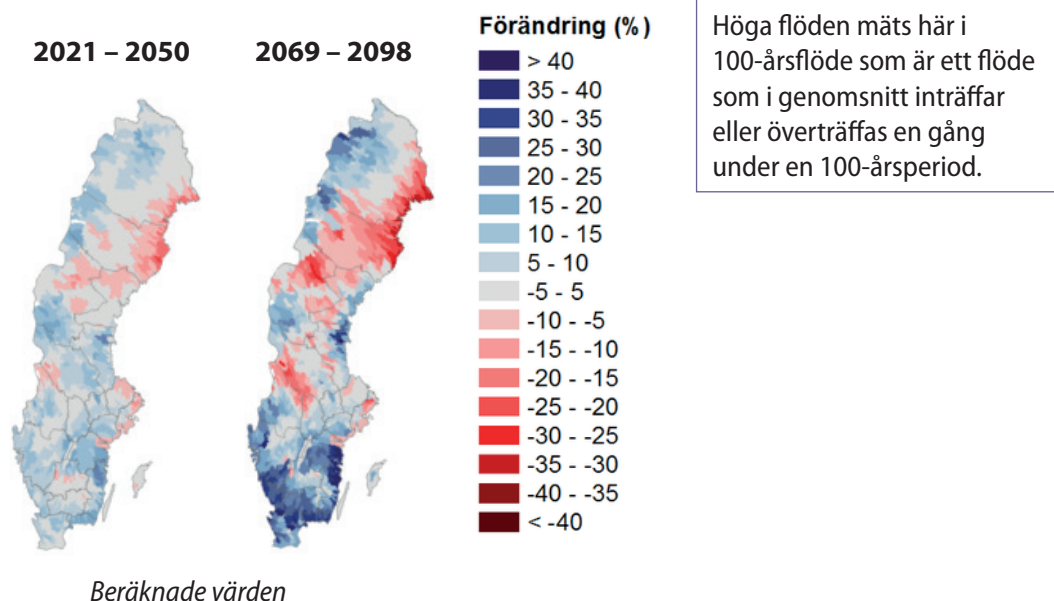 2021 – 2050
2069 – 2098
Förändring (%)
> 40
35 - 40
30 - 35
25 - 30
20 - 25
15 - 20
10 - 15
5 - 10
-5 - 5
-10 - -5
-15 - -10
-20 - -15
-25 - -20
-30 - -25
-35 - -30
-40 - -35
< -40
Höga flöden mäts här i
100-årsflöde som är ett flöde
som i genomsnitt inträffar
eller överträffas en gång
under en 100-årsperiod.
Beräknade värden